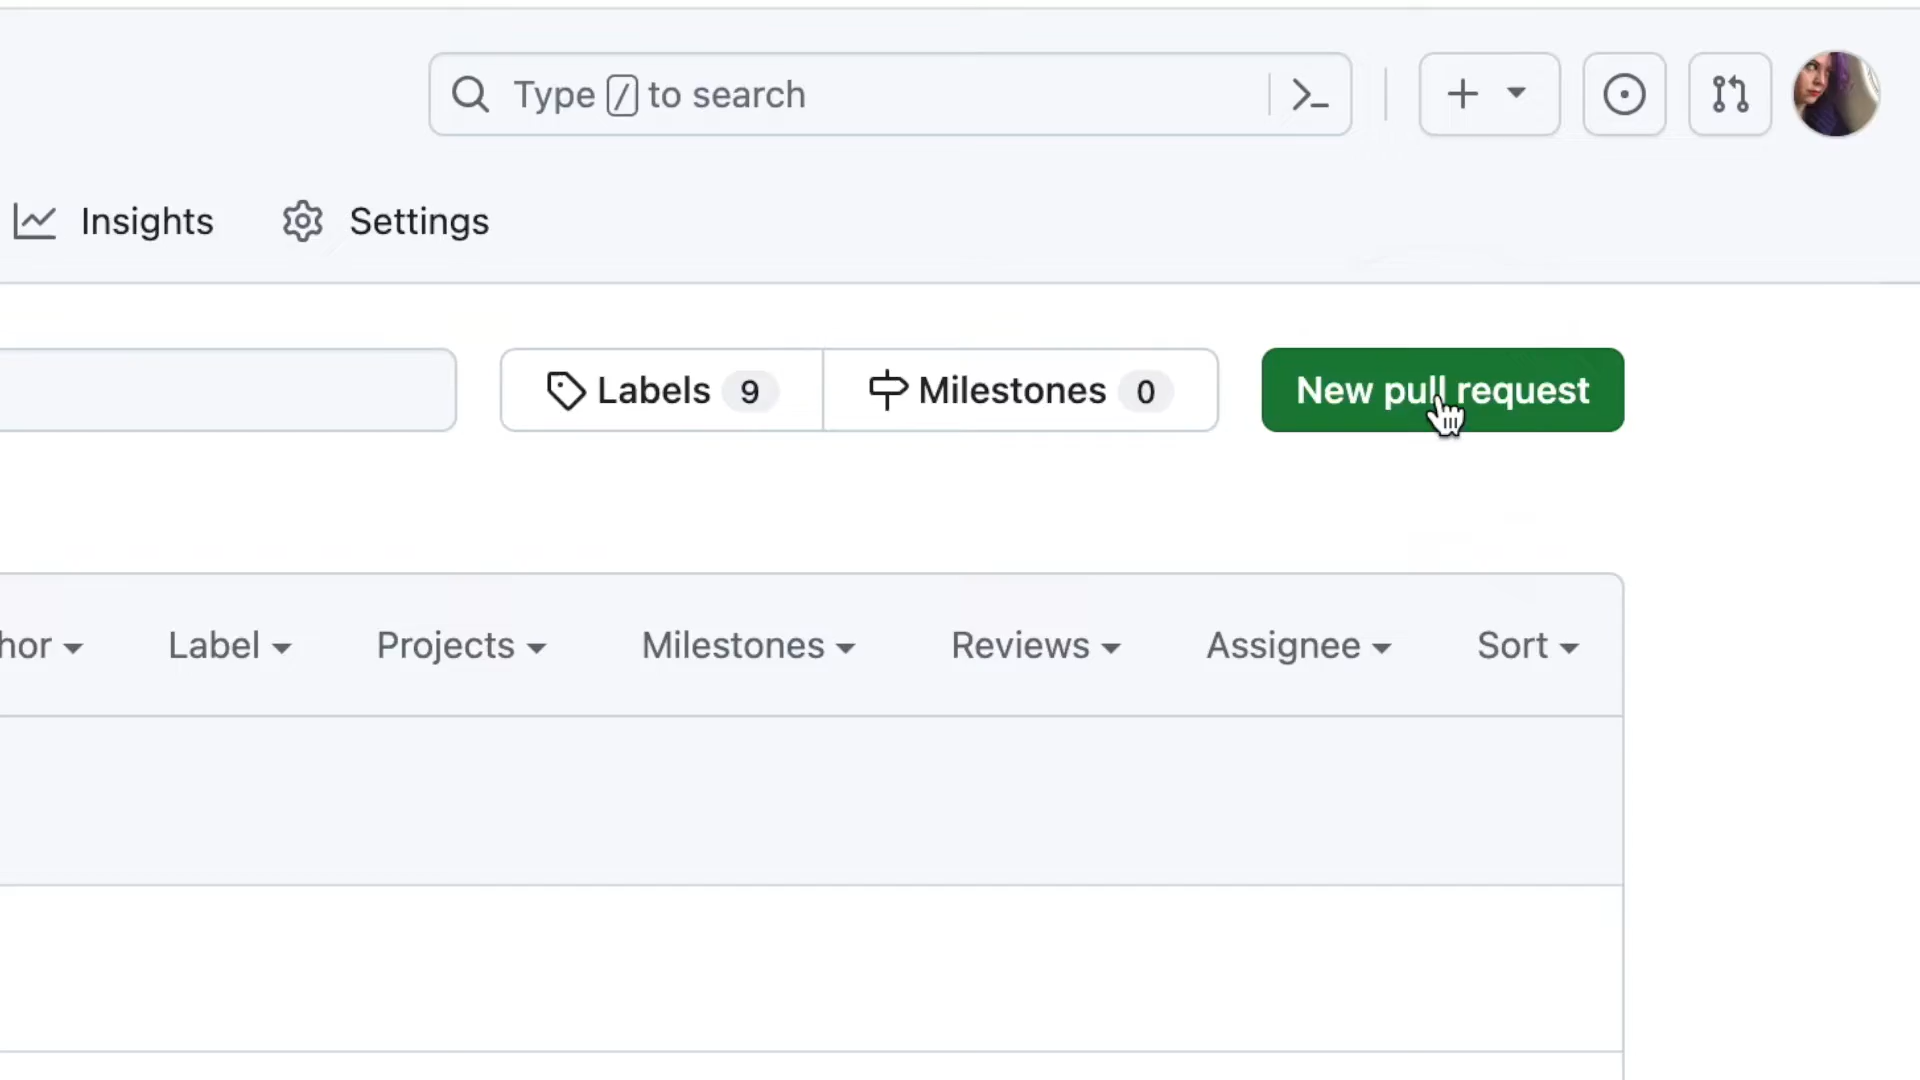 Type / to search
Insights Settings
Labels 9 Milestones 0 New pull request
hor Label Projects Milestones Reviews Assignee Sort